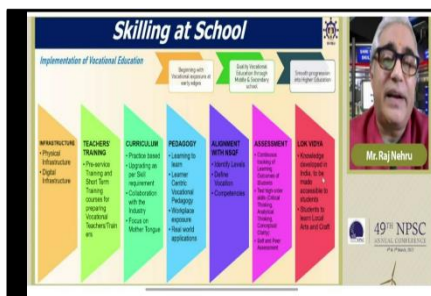 Skilling at School
Implementation of Vocational Education
Beginning with
Vocational exposure at
early edges
Quality Vocational
Education through
Middle & Secondary
school
Smooth progression
into Higher Education
INFRASTRUCTURE
• Physical
Infrastructure
• Digital
Infrastructure
TEACHERS'
TRAINING
• Pre-service
Training and
Short Term
Training
courses for
preparing
Vocational
Teachers/Train
ers
CURRICULUM
• Practice based
• Upgrading as
per Skill
requirement
• Collaboration
with the
Industry
• Focus on
Mother Tongue
PEDAGOGY
• Learning to
learn
• Learner
Centric
Vocational
Pedagogy
• Workplace
exposure
• Real world
applications
ALIGNMENT
WITH NSQF
• Identify Levels
• Define
Vocation
• Competencies
ASSESSMENT
• Continuous
tracking of
Learning
Outcomes of
Students
• Test high-order
skills (Critical
Thinking,
Analytical
Thinking,
Conceptual
Clarity)
• Self and Peer
Assessment
LOK VIDYA
• Knowledge
developed in
India, to be
made
accessible to
students
• Students to
learn Local
Arts and Craft
Mr. Raj Nehru
49TH NPSC
ANNUAL CONFERENCE